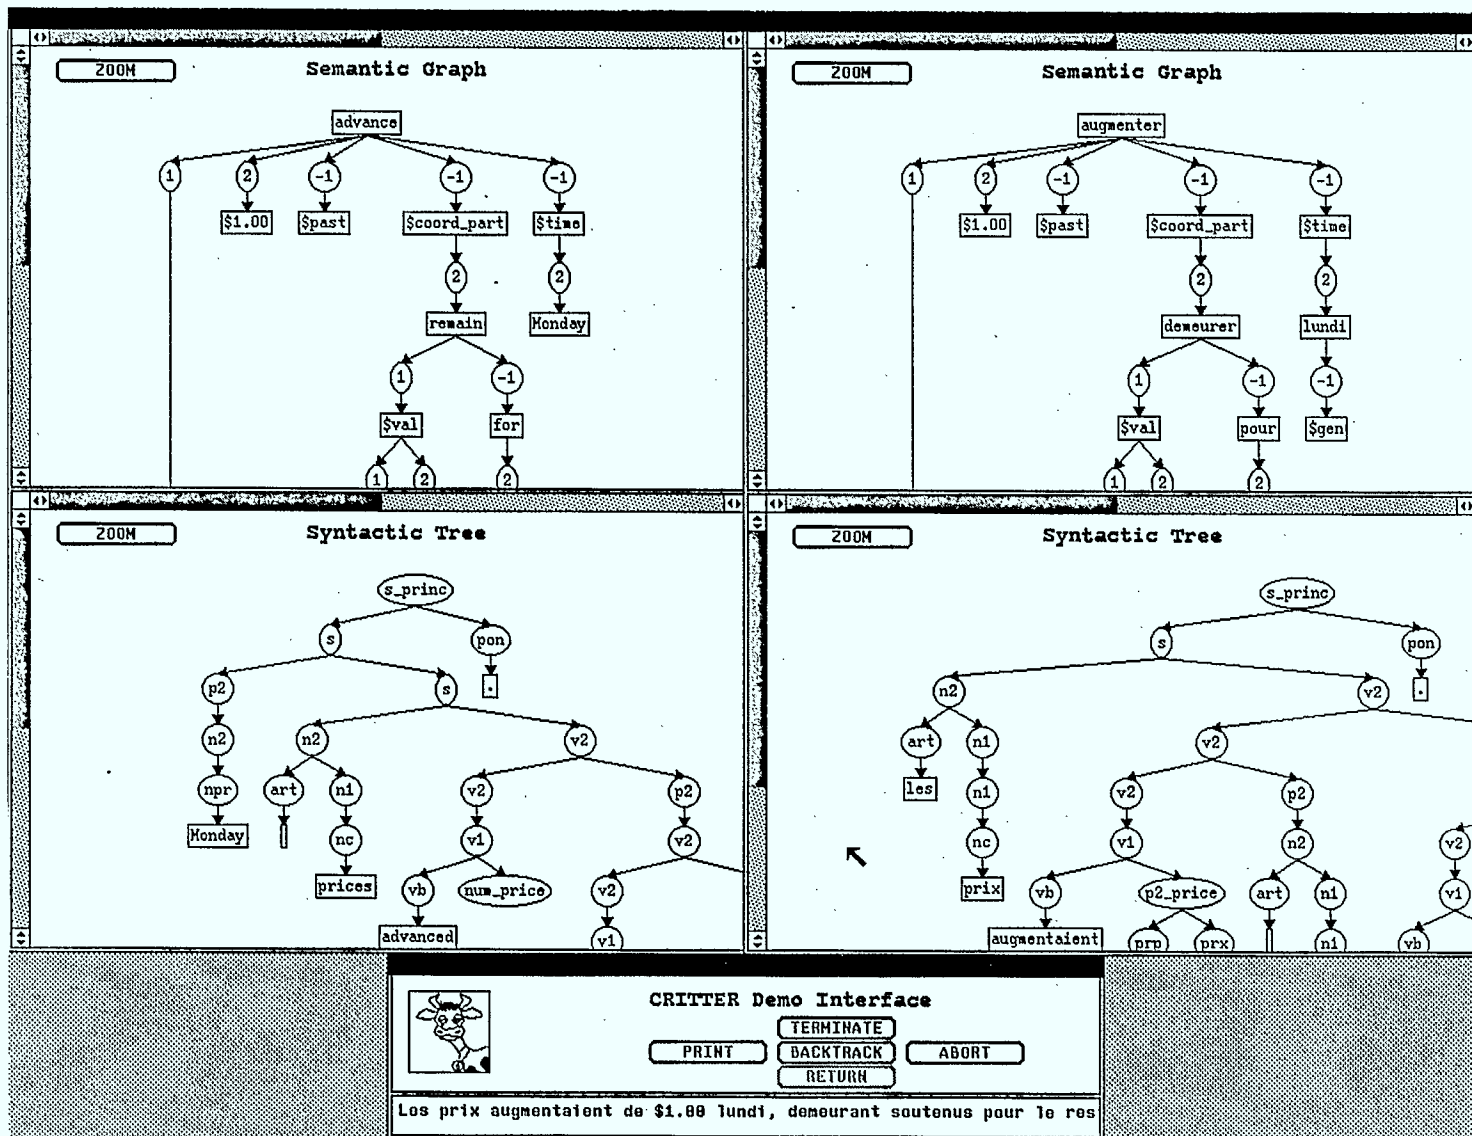 ZOOM
Semantic Graph
advance
1 2 -1 -1 -1
$1.00 $past $coord_part $time
2 2
remain Monday
1 -1
$val for
1 2 2
ZOOM
Semantic Graph
augmenter
1 2 -1 -1 -1
$1.00 $past $coord_part $time
2 2
demeurer lundi
1 -1 -1
$val pour $gen
1 2 2
ZOOM
Syntactic Tree
s_princ
s pon
p2 s .
n2 n2 v2
npr art n1 v2 p2
Monday nc v1 v2
prices vb num_price v2
advanced v1
ZOOM
Syntactic Tree
s_princ
s pon
n2 v2 .
art n1 v2
les n1 v2 p2
nc v1 n2 v2
prix vb p2_price art n1 v1
augmentaient prp prx n1 vb
CRITTER Demo Interface
TERMINATE
PRINT BACKTRACK ABORT
RETURN
Les prix augmentaient de $1.00 lundi, demeurant soutenus pour le res